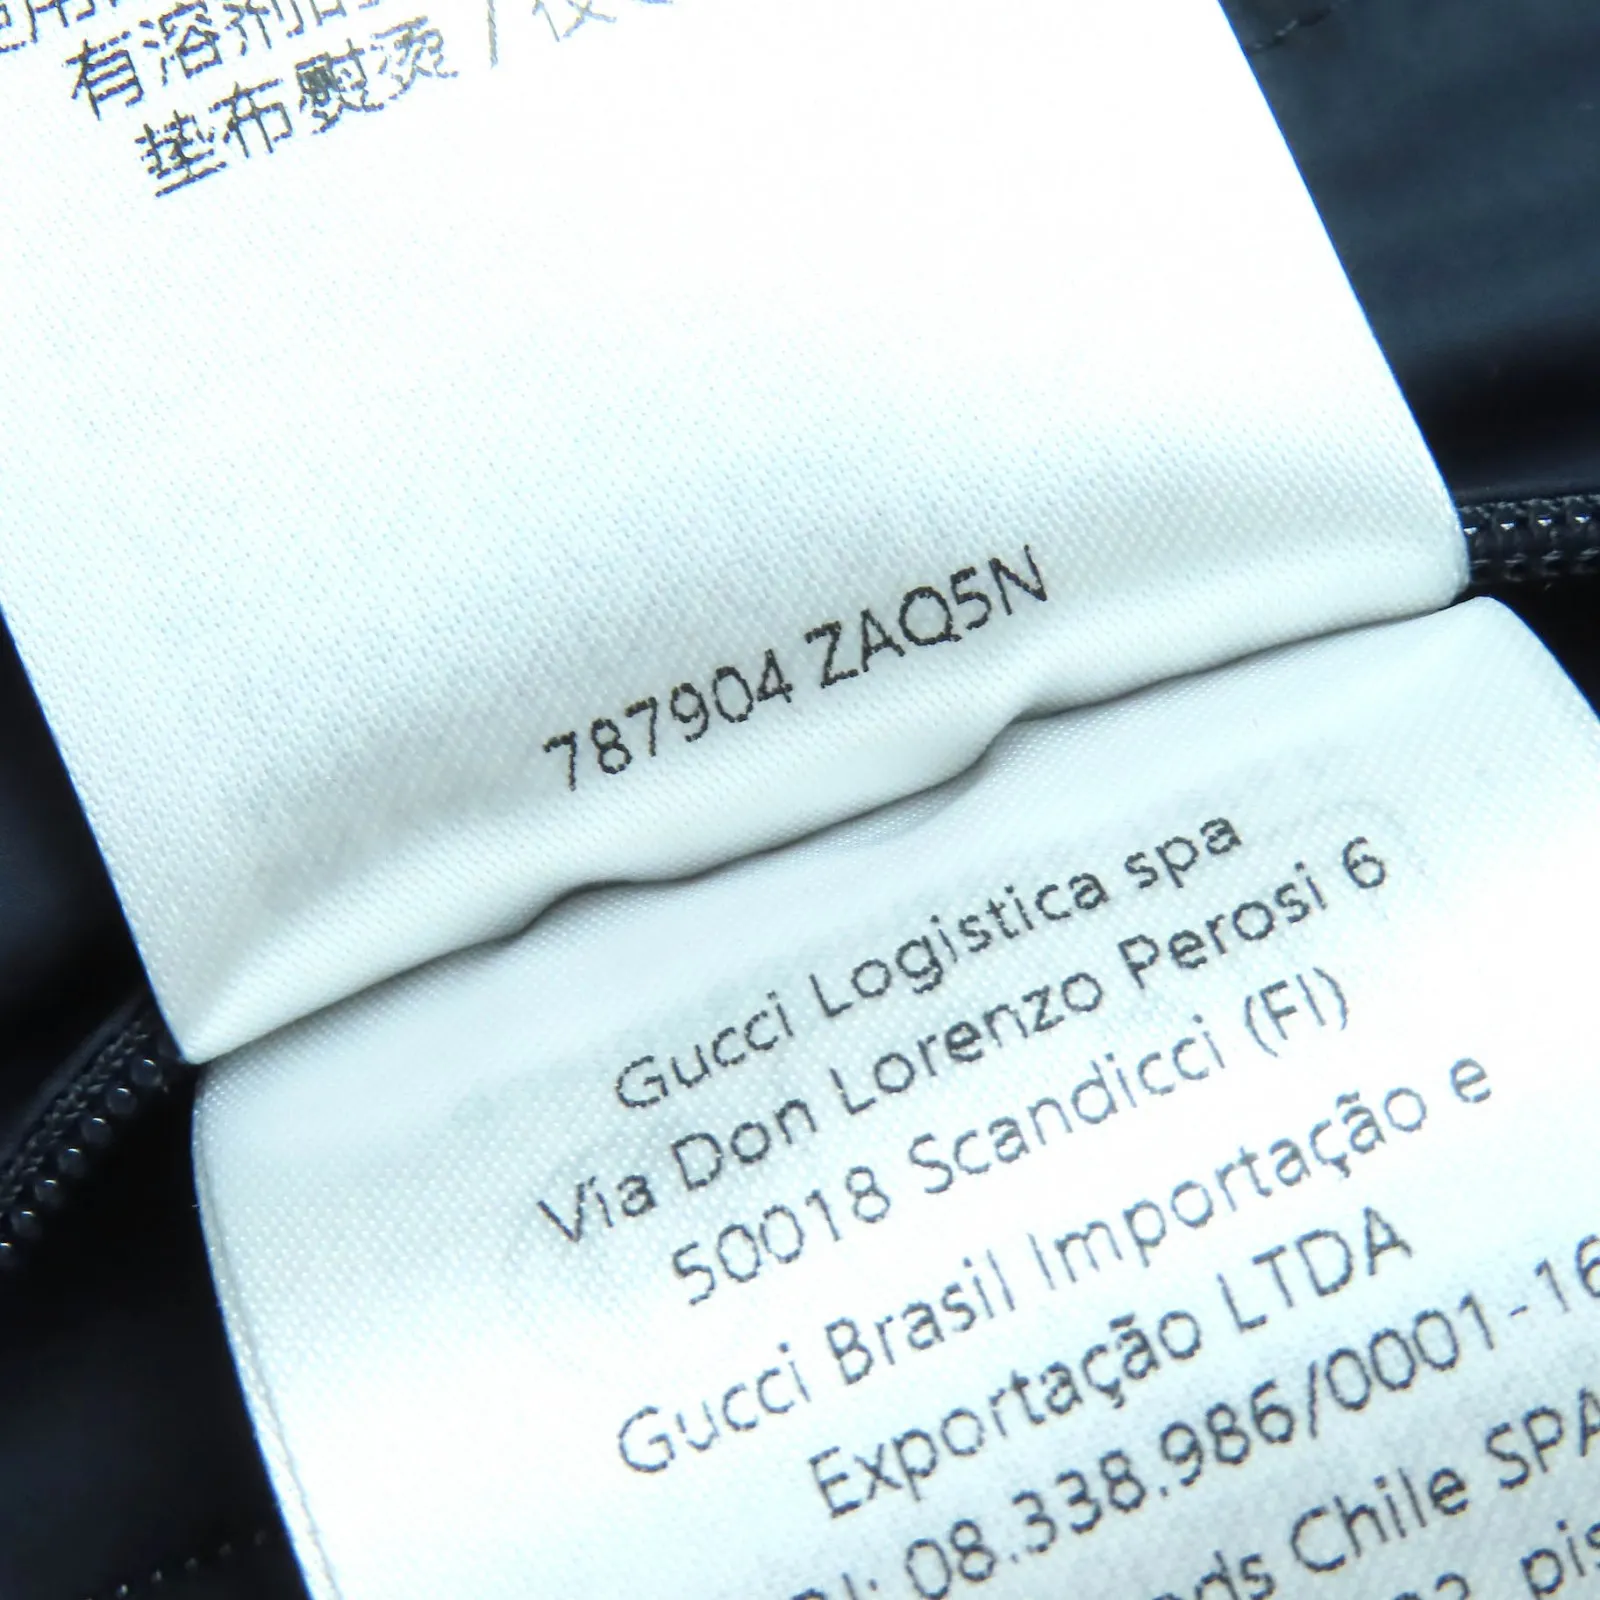 有溶剂
垫布熨烫 / 仅
787904 ZAQ5N
Gucci Logistica spa
Via Don Lorenzo Perosi 6
50018 Scandicci (FI)
Gucci Brasil Importação e
Exportação LTDA
08.338.986/0001-16
Chile SPA